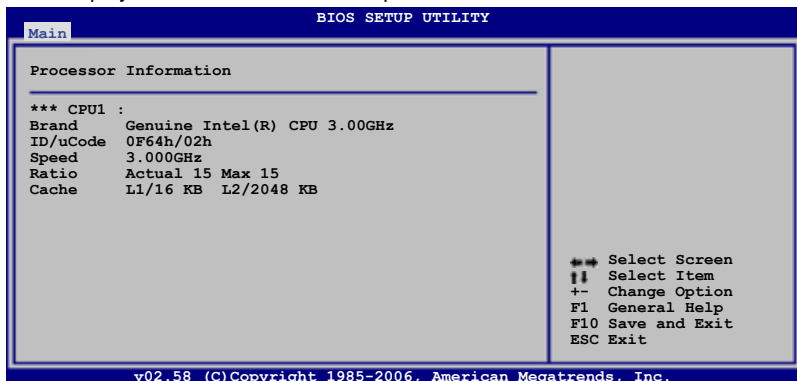 BIOS SETUP UTILITY
Main
Processor Information
*** CPU1 :
Brand Genuine Intel(R) CPU 3.00GHz
ID/uCode 0F64h/02h
Speed 3.000GHz
Ratio Actual 15 Max 15
Cache L1/16 KB L2/2048 KB
Select Screen
Select Item
+- Change Option
F1 General Help
F10 Save and Exit
ESC Exit
v02.58 (C)Copyright 1985-2006, American Megatrends, Inc.